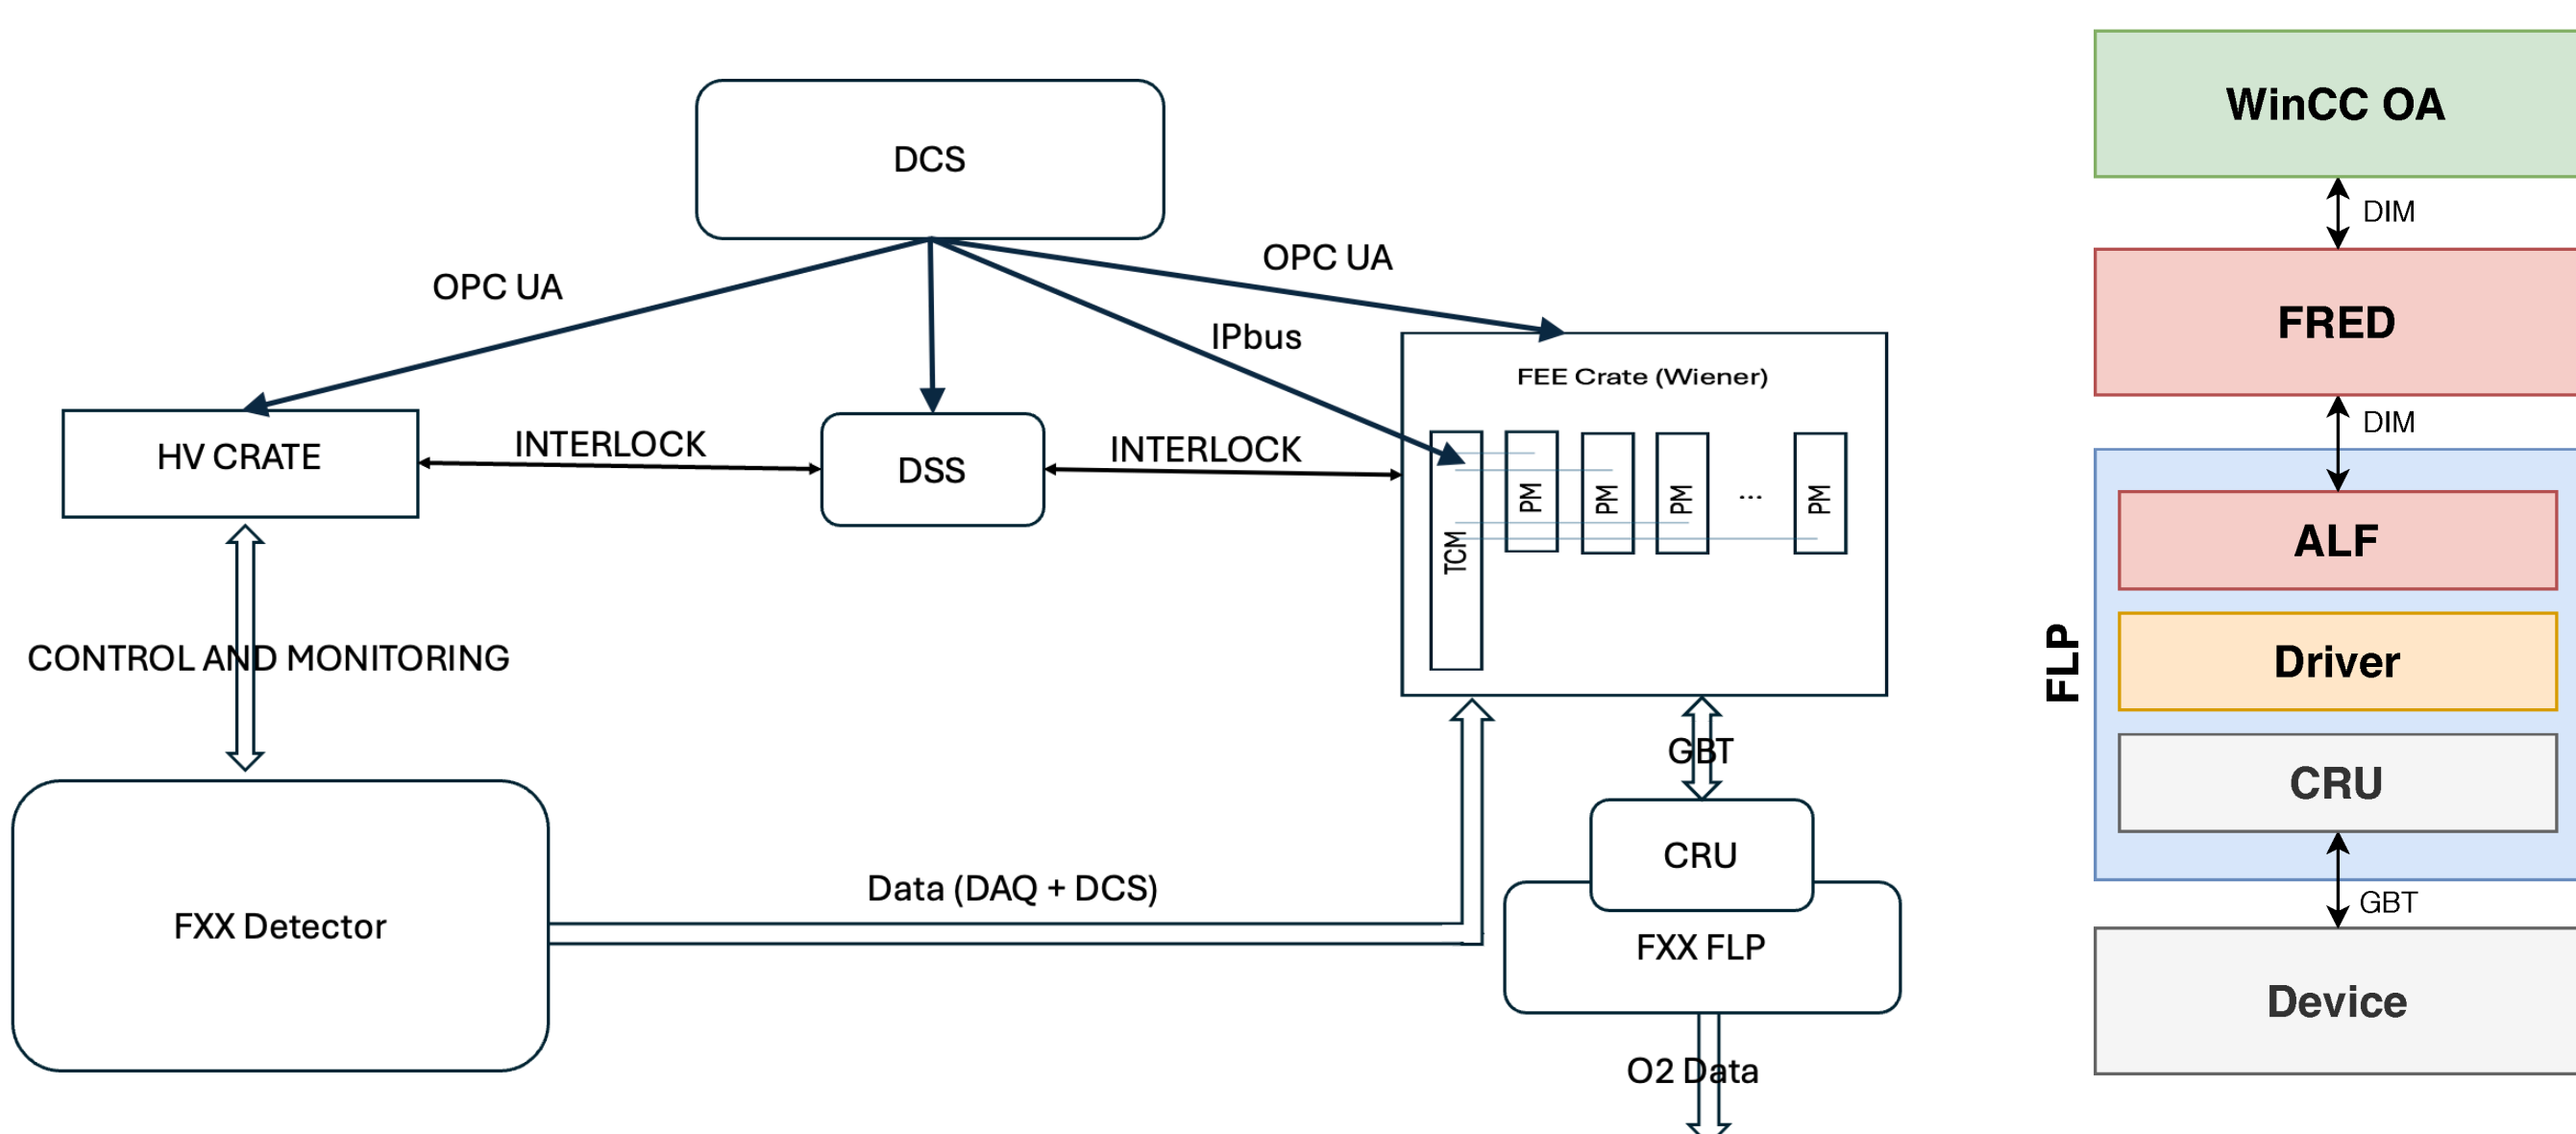 DCS
OPC UA
OPC UA
IPbus
FEE Crate (Wiener)
HV CRATE
INTERLOCK
DSS
INTERLOCK
TCM
PM
PM
PM
...
PM
CONTROL AND MONITORING
GBT
CRU
Data (DAQ + DCS)
FXX Detector
FXX FLP
O2 Data
WinCC OA
DIM
FRED
DIM
FLP
ALF
Driver
CRU
GBT
Device